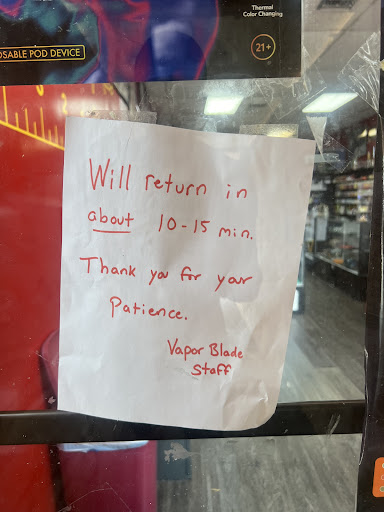 Thermal
Color Changing
OSABLE POD DEVICE
21+
Will return in
about 10-15 min.
Thank you for your
Patience.
Vapor Blade
Staff